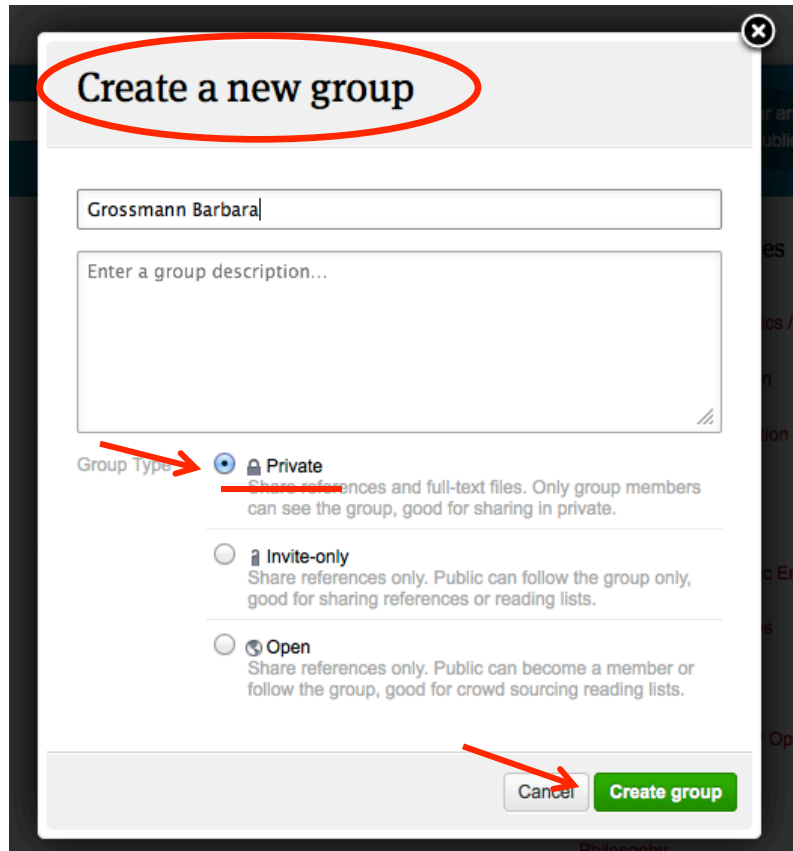 Create a new group
Grossmann Barbara
Enter a group description...
Group Type
Private
Share references and full-text files. Only group members
can see the group, good for sharing in private.
Invite-only
Share references only. Public can follow the group only,
good for sharing references or reading lists.
Open
Share references only. Public can become a member or
follow the group, good for crowd sourcing reading lists.
Cancel Create group
Philosophy